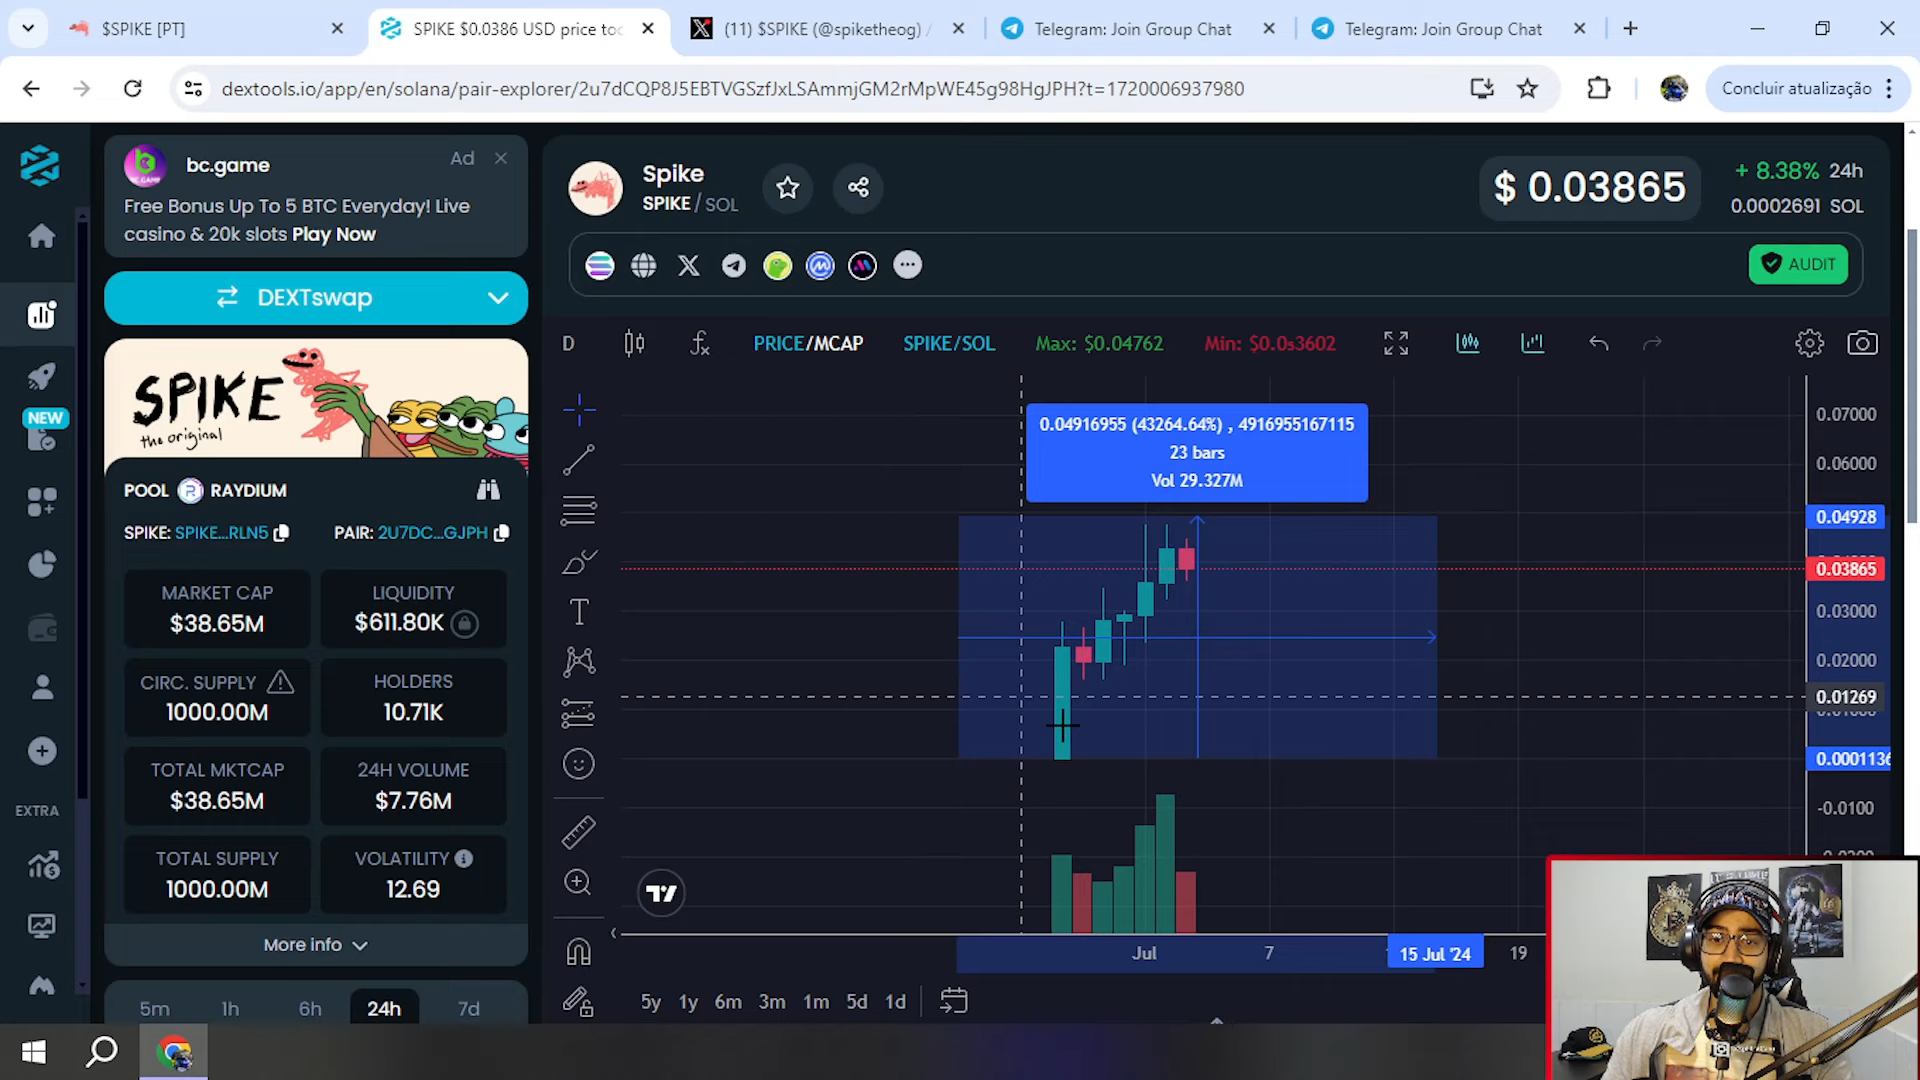 $SPIKE [PT]
SPIKE $0.0386 USD price too
(11) $SPIKE (@spiketheog) /
Telegram: Join Group Chat
Telegram: Join Group Chat
dextools.io/app/en/solana/pair-explorer/2u7dCQP8J5EBTVGSzfJxLSAmmjGM2rMpWE45g98HgJPH?t=1720006937980
Concluir atualização
bc.game
Ad
Free Bonus Up To 5 BTC Everyday! Live
casino & 20k slots Play Now
DEXTswap
SPIKE
the original
POOL RAYDIUM
SPIKE: SPIKE...RLN5
PAIR: 2U7DC...GJPH
MARKET CAP
$38.65M
LIQUIDITY
$611.80K
CIRC. SUPPLY
1000.00M
HOLDERS
10.71K
TOTAL MKTCAP
$38.65M
24H VOLUME
$7.76M
TOTAL SUPPLY
1000.00M
VOLATILITY
12.69
More info
5m 1h 6h 24h 7d
NEW
EXTRA
Spike
SPIKE / SOL
$ 0.03865
+ 8.38% 24h
0.0002691 SOL
AUDIT
D
PRICE/MCAP
SPIKE/SOL
Max: $0.04762
Min: $0.0₃3602
0.04916955 (43264.64%) , 4916955167115
23 bars
Vol 29.327M
0.07000
0.06000
0.04928
0.03865
0.03000
0.02000
0.01269
0.0001136
-0.0100
Jul
7
15 Jul '24
19
5y 1y 6m 3m 1m 5d 1d